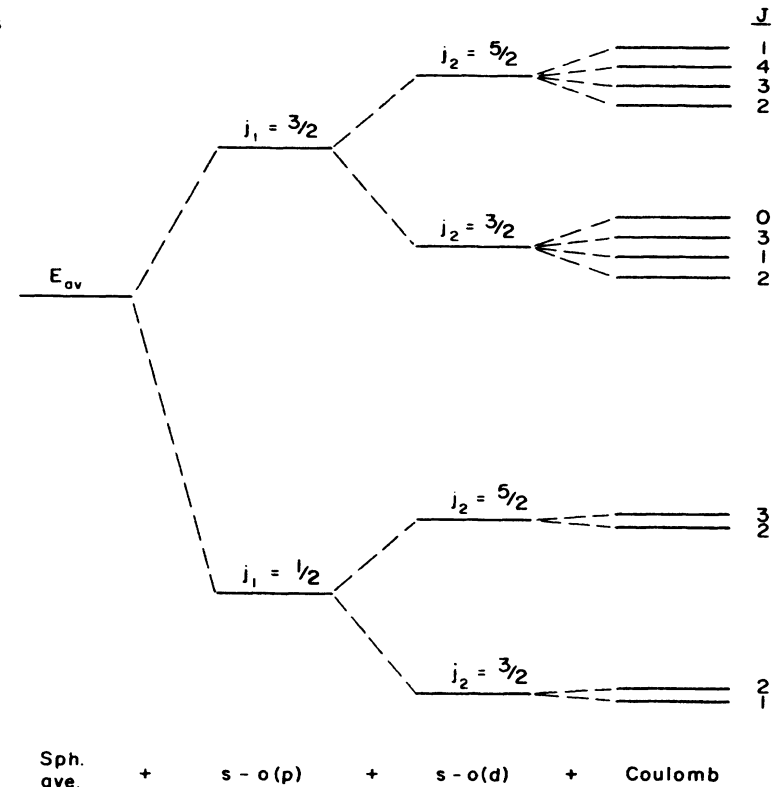 J
j₂ = 5/2
1
4
3
2
j₁ = 3/2
j₂ = 3/2
0
3
1
2
E_av
j₂ = 5/2
3
2
j₁ = 1/2
j₂ = 3/2
2
1
Sph. ave. + s - o(p) + s - o(d) + Coulomb